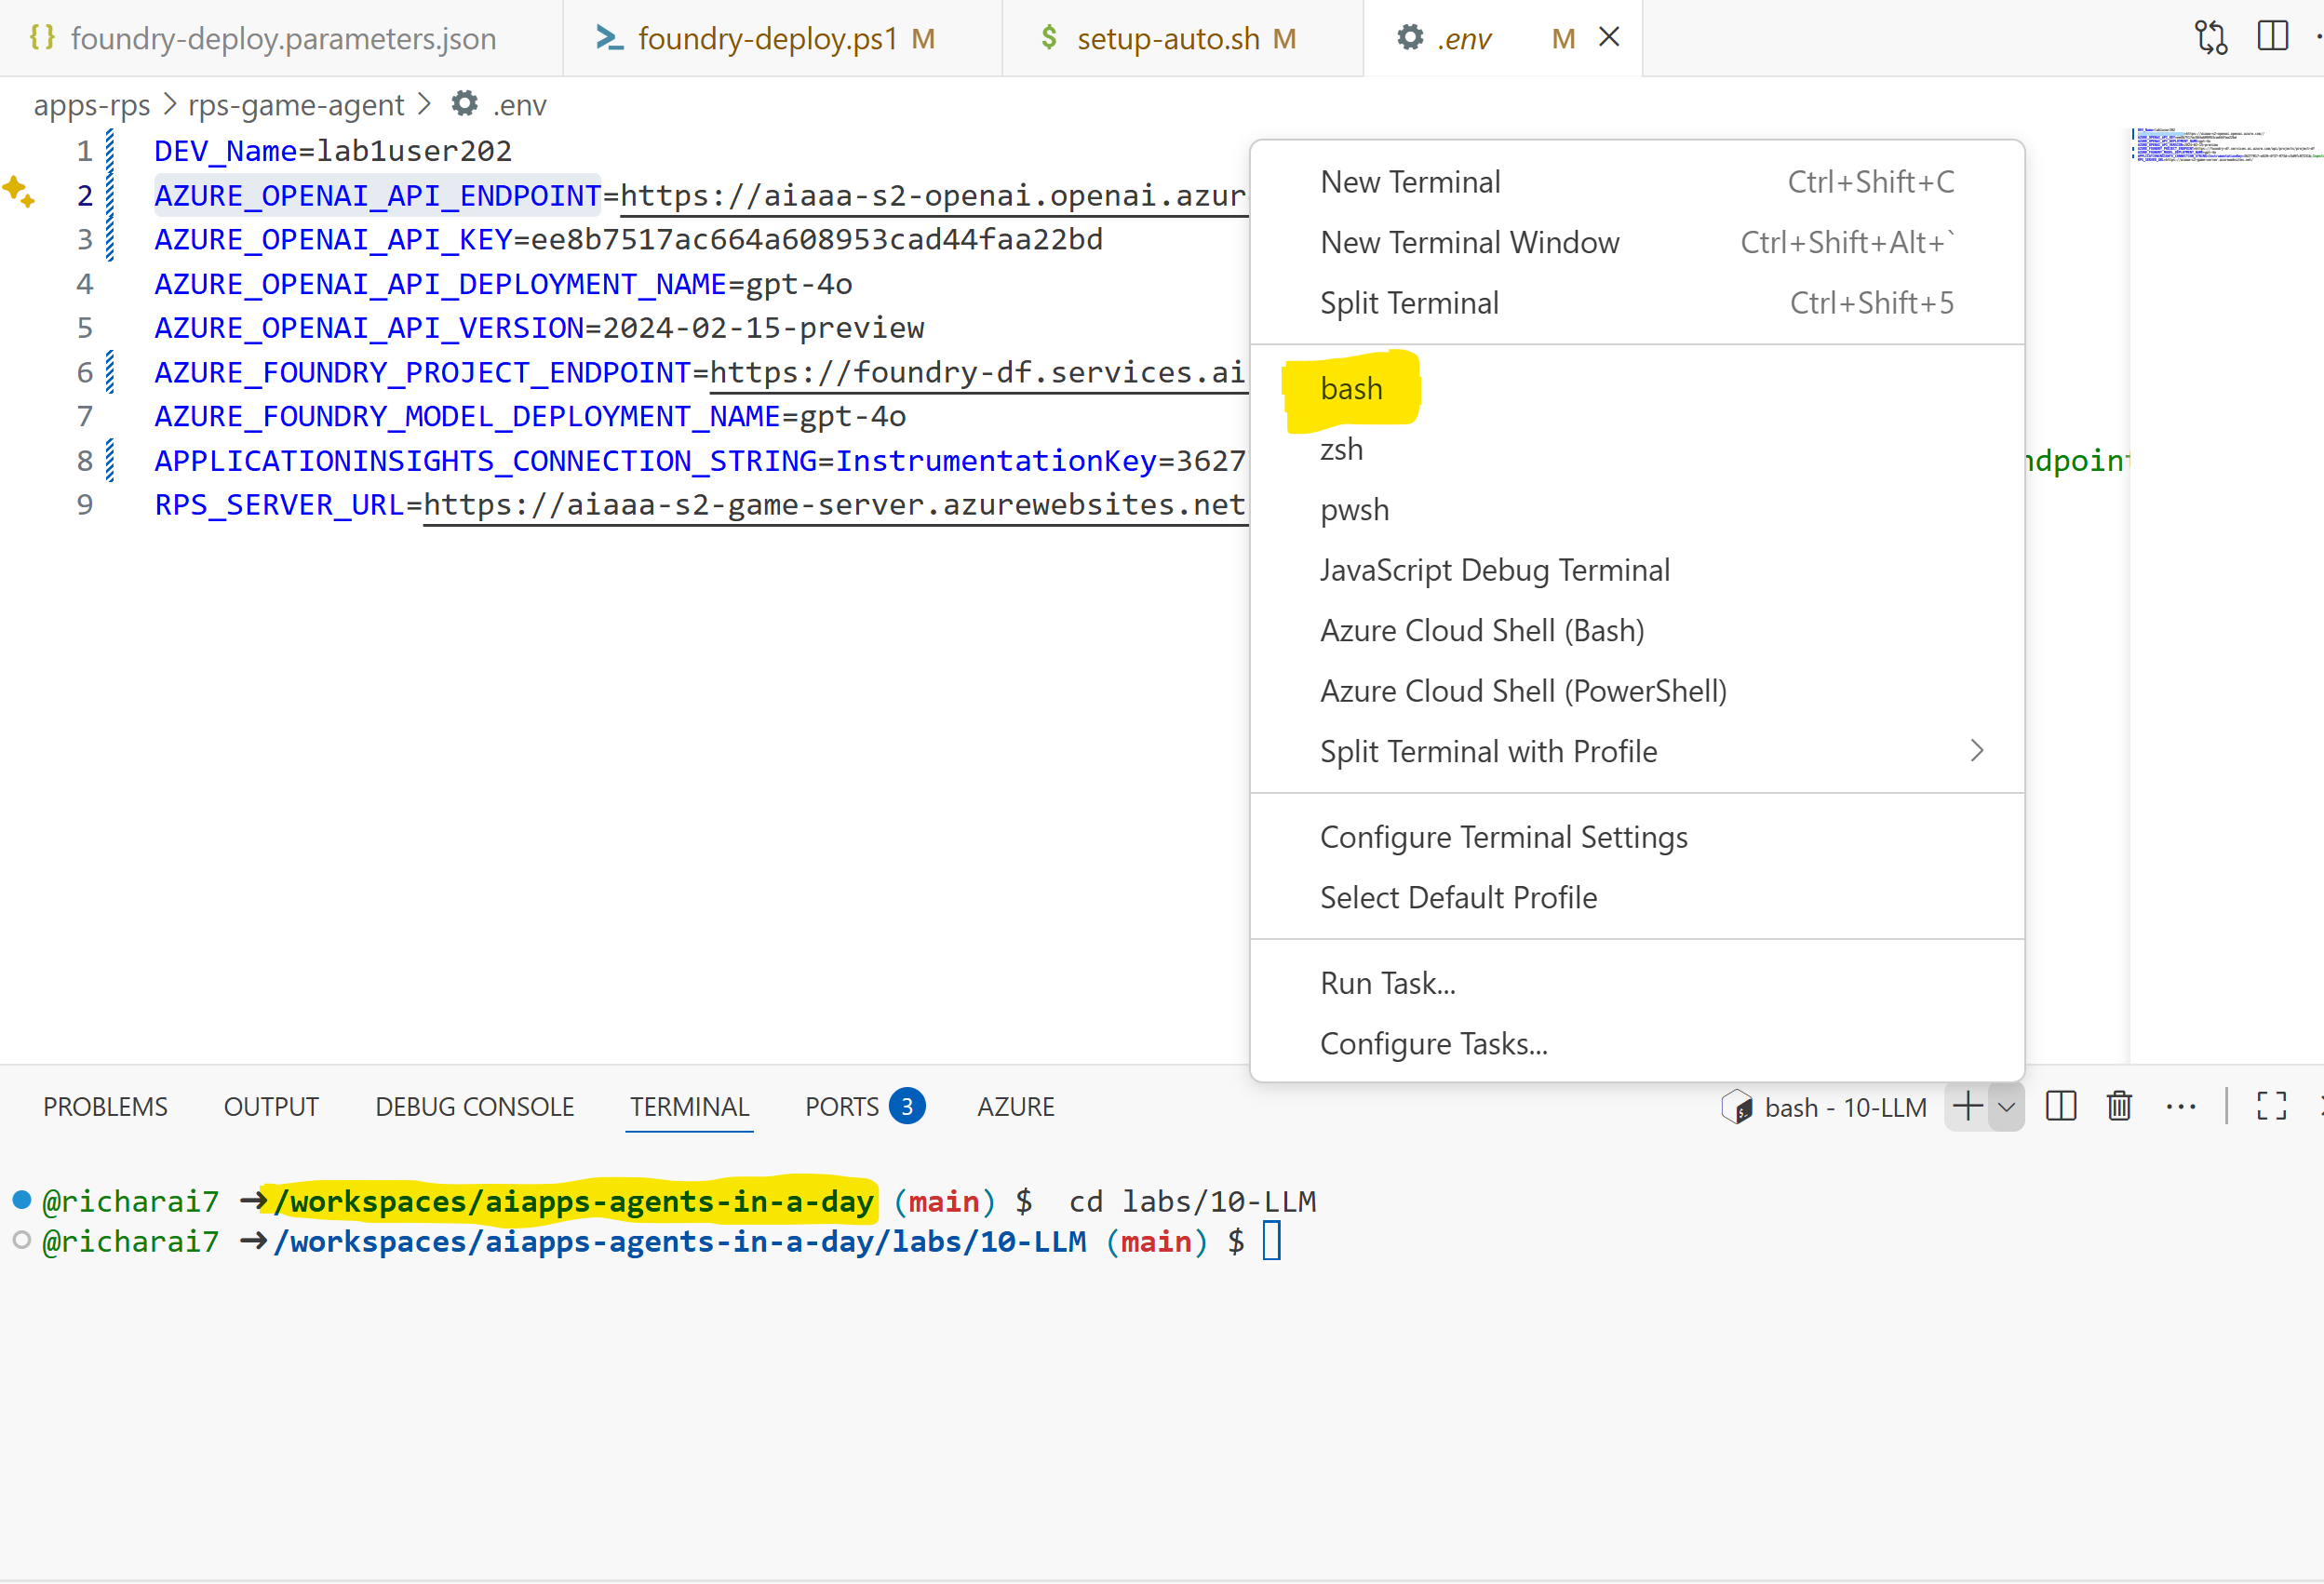 foundry-deploy.parameters.json
foundry-deploy.ps1 M
setup-auto.sh M
.env M
apps-rps > rps-game-agent > .env
1 DEV_Name=lab1user202
2 AZURE_OPENAI_API_ENDPOINT=https://aiaaa-s2-openai.openai.azur
3 AZURE_OPENAI_API_KEY=ee8b7517ac664a608953cad44faa22bd
4 AZURE_OPENAI_API_DEPLOYMENT_NAME=gpt-4o
5 AZURE_OPENAI_API_VERSION=2024-02-15-preview
6 AZURE_FOUNDRY_PROJECT_ENDPOINT=https://foundry-df.services.ai
7 AZURE_FOUNDRY_MODEL_DEPLOYMENT_NAME=gpt-4o
8 APPLICATIONINSIGHTS_CONNECTION_STRING=InstrumentationKey=3627 ndpoint
9 RPS_SERVER_URL=https://aiaaa-s2-game-server.azurewebsites.net
New Terminal Ctrl+Shift+C
New Terminal Window Ctrl+Shift+Alt+`
Split Terminal Ctrl+Shift+5
bash
zsh
pwsh
JavaScript Debug Terminal
Azure Cloud Shell (Bash)
Azure Cloud Shell (PowerShell)
Split Terminal with Profile
Configure Terminal Settings
Select Default Profile
Run Task...
Configure Tasks...
PROBLEMS OUTPUT DEBUG CONSOLE TERMINAL PORTS 3 AZURE bash - 10-LLM
@richarai7 ➜/workspaces/aiapps-agents-in-a-day (main) $ cd labs/10-LLM
@richarai7 ➜/workspaces/aiapps-agents-in-a-day/labs/10-LLM (main) $